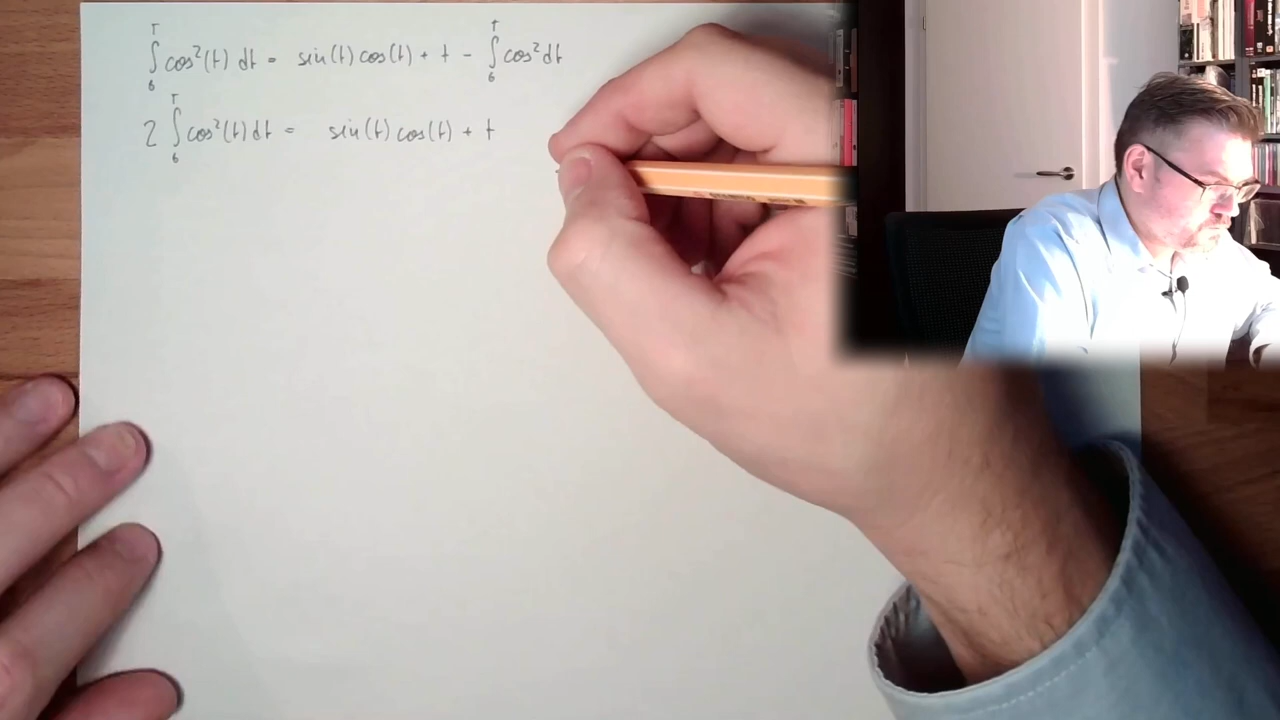 ∫₀ᵀ cos²(t) dt = sin(t) cos(t) + t - ∫₀ᵀ cos² dt
2 ∫₀ᵀ cos²(t) dt = sin(t) cos(t) + t